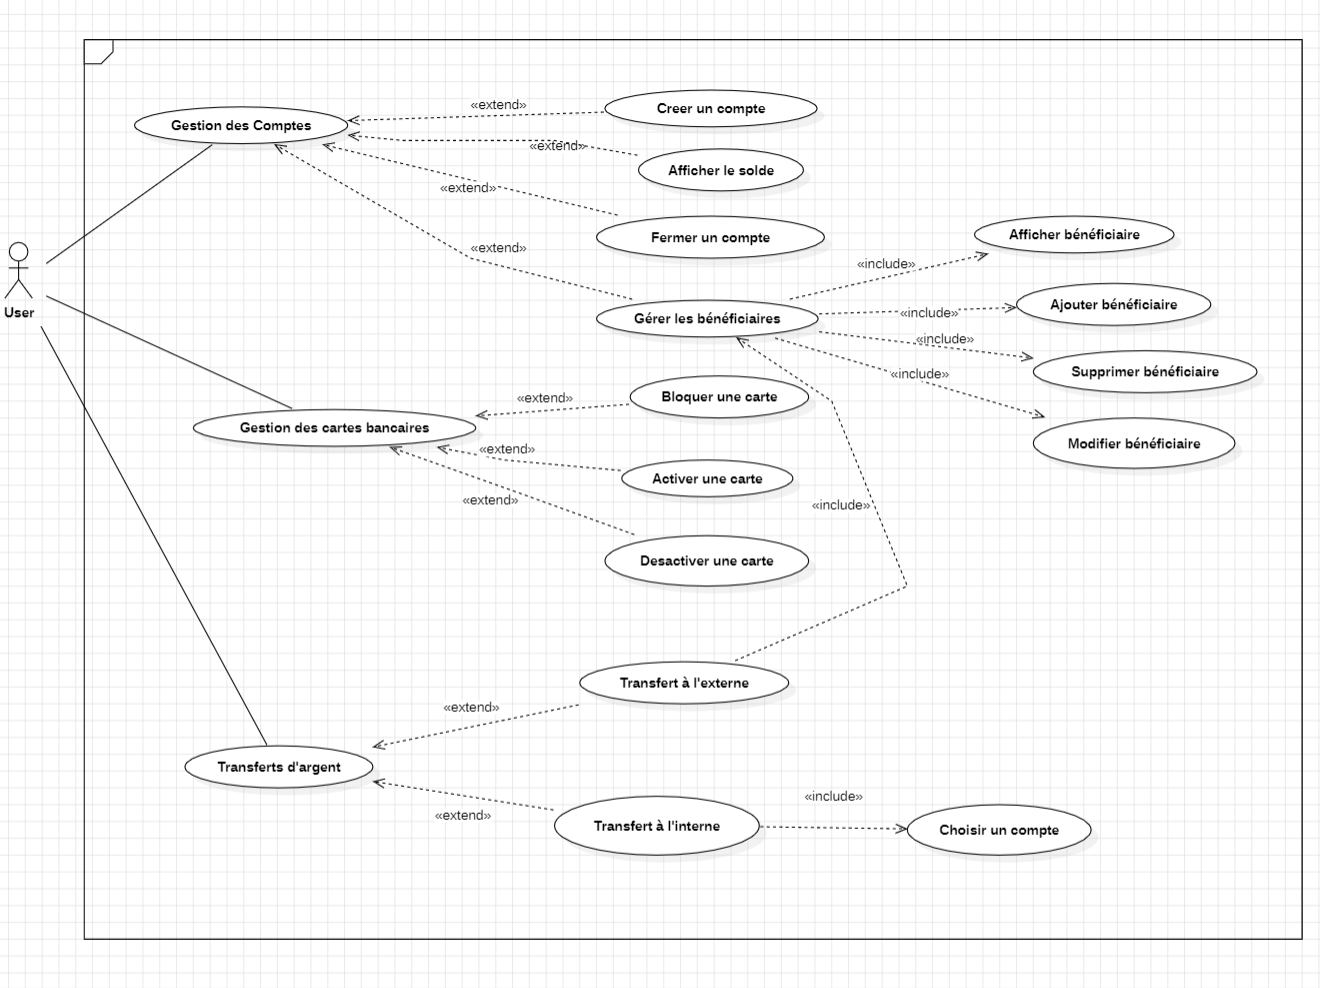 «extend»
Creer un compte
Gestion des Comptes
«extend»
Afficher le solde
«extend»
Fermer un compte
Afficher bénéficiaire
«extend»
«include»
User
Gérer les bénéficiaires
«include»
Ajouter bénéficiaire
«include»
Supprimer bénéficiaire
«include»
«extend»
Bloquer une carte
Gestion des cartes bancaires
Modifier bénéficiaire
«extend»
Activer une carte
«extend»
«include»
Desactiver une carte
Transfert à l'externe
«extend»
Transferts d'argent
«include»
«extend»
Transfert à l'interne
Choisir un compte